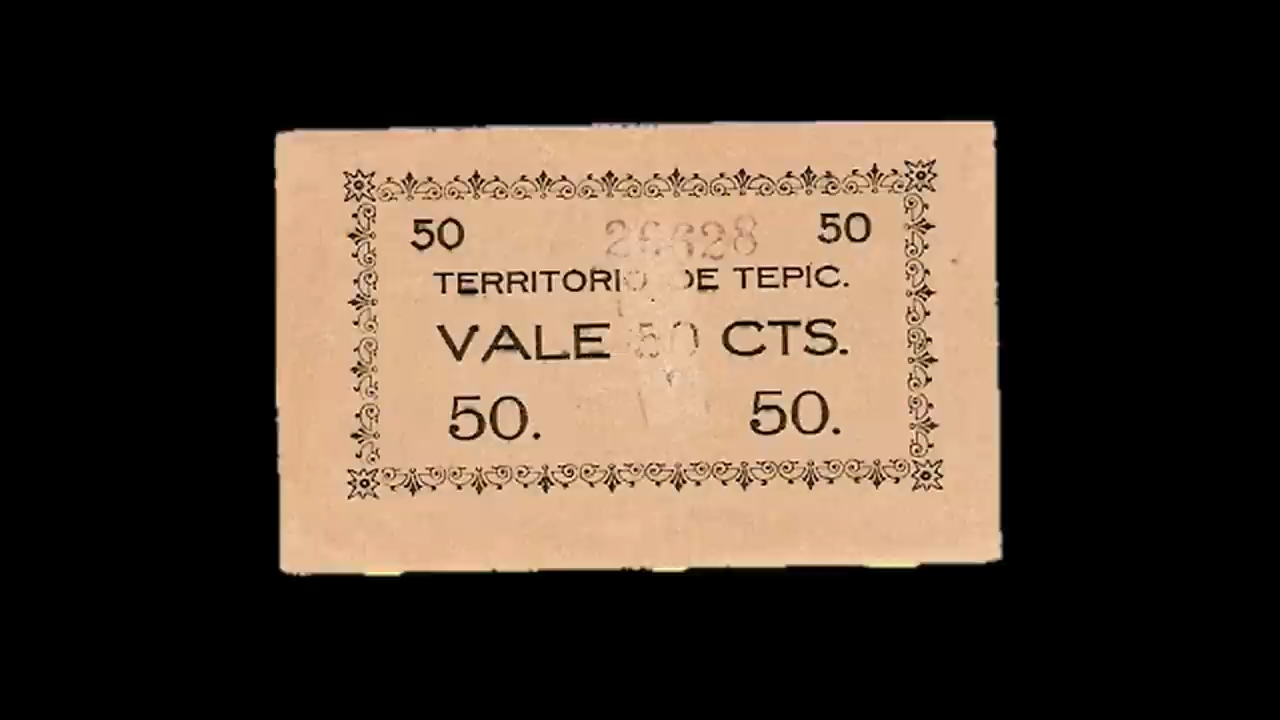 50 26628 50
TERRITORIO DE TEPIC.
VALE 50 CTS.
50. 50.